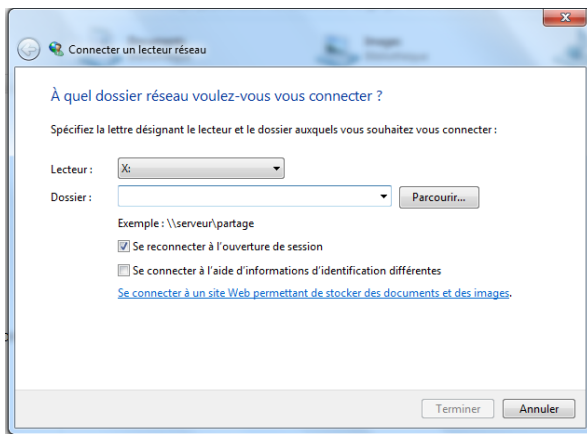 Connecter un lecteur réseau
À quel dossier réseau voulez-vous vous connecter ?
Spécifiez la lettre désignant le lecteur et le dossier auxquels vous souhaitez vous connecter :
Lecteur : X:
Dossier : Parcourir...
Exemple : \\serveur\partage
Se reconnecter à l'ouverture de session
Se connecter à l'aide d'informations d'identification différentes
Se connecter à un site Web permettant de stocker des documents et des images.
Terminer Annuler